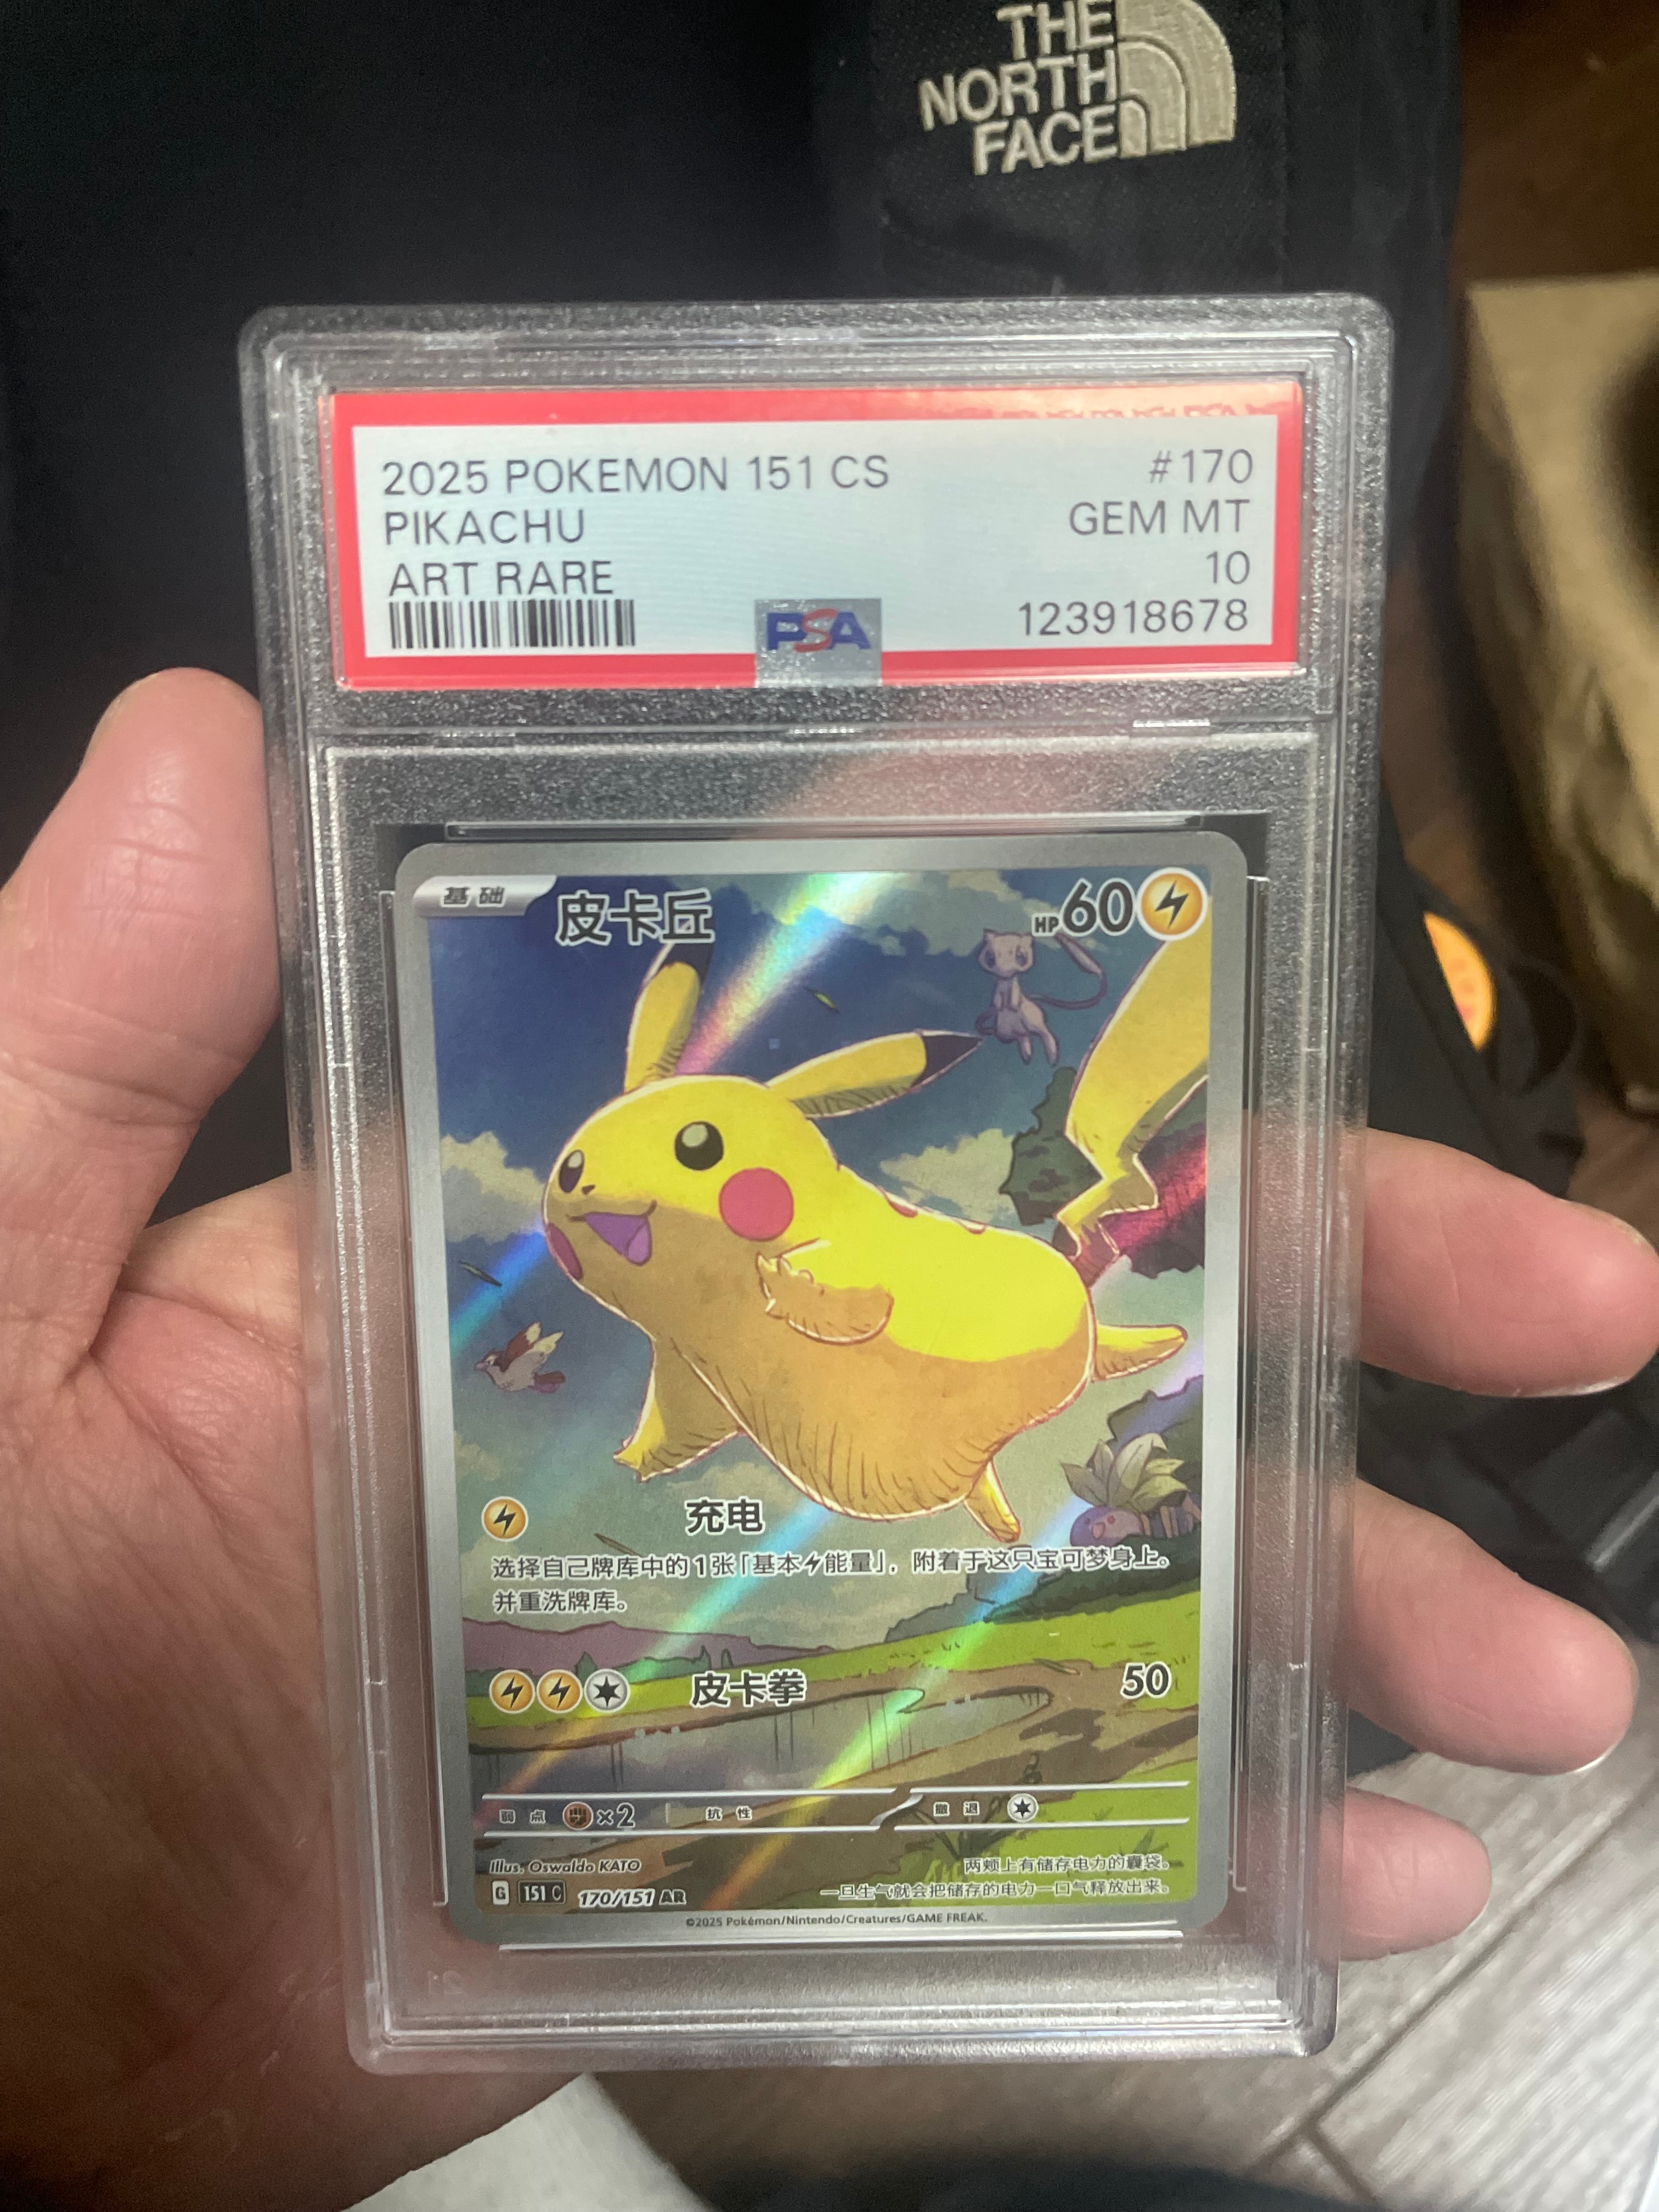 THE
NORTH
FACE
2025 POKEMON 151 CS #170
PIKACHU GEM MT
ART RARE 10
PSA 123918678
基础 皮卡丘 HP60
充电
选择自己牌库中的1张「基本能量」，附着于这只宝可梦身上。
并重洗牌库。
皮卡拳 50
弱点 ×2 抗性 撤退
Illus. Oswaldo KATO 两颊上有储存电力的囊袋。
G 151 C 170/151 AR 一旦生气就会把储存的电力一口气释放出来。
©2025 Pokémon/Nintendo/Creatures/GAME FREAK.